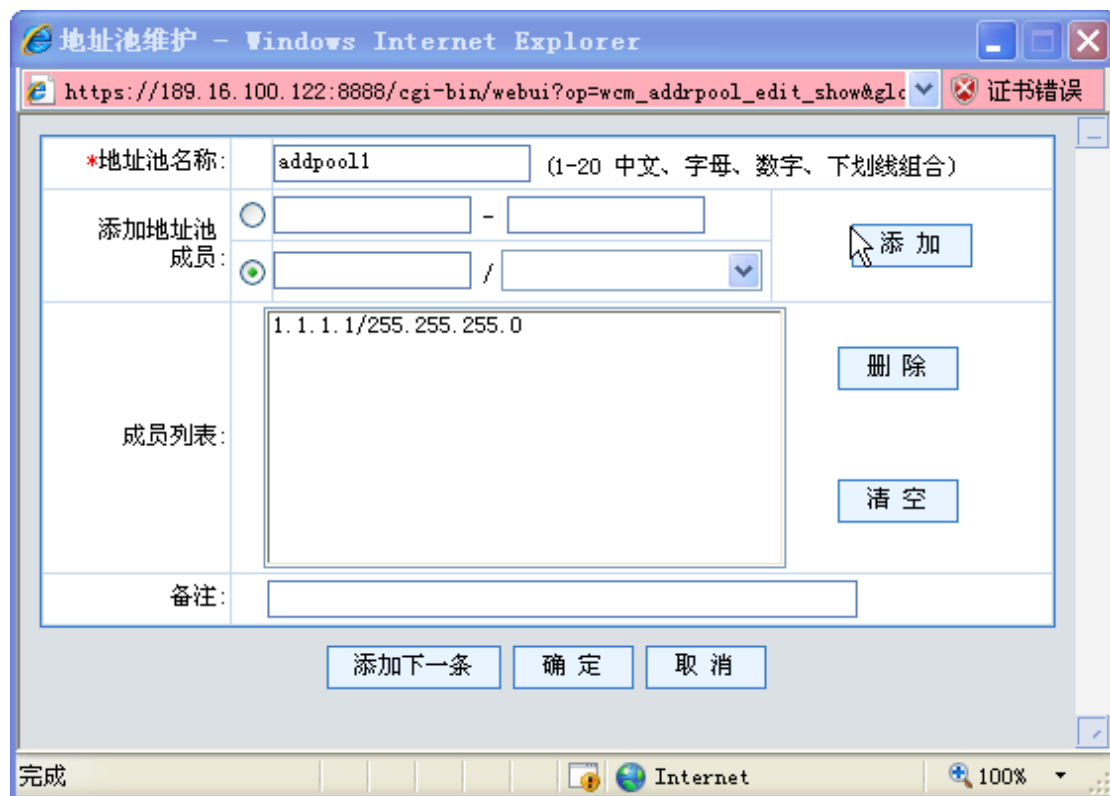 地址池维护 - Windows Internet Explorer
https://189.16.100.122:8888/cgi-bin/webui?op=wcm_addrpool_edit_show&glo 证书错误
*地址池名称: addpool1 (1-20 中文、字母、数字、下划线组合)
添加地址池
成员:
-
/
添 加
1.1.1.1/255.255.255.0
删 除
成员列表:
清 空
备注:
添加下一条 确 定 取 消
完成 Internet 100%